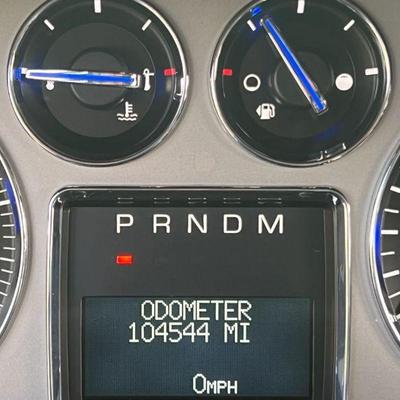 P R N D M
ODOMETER
104544 MI
0MPH